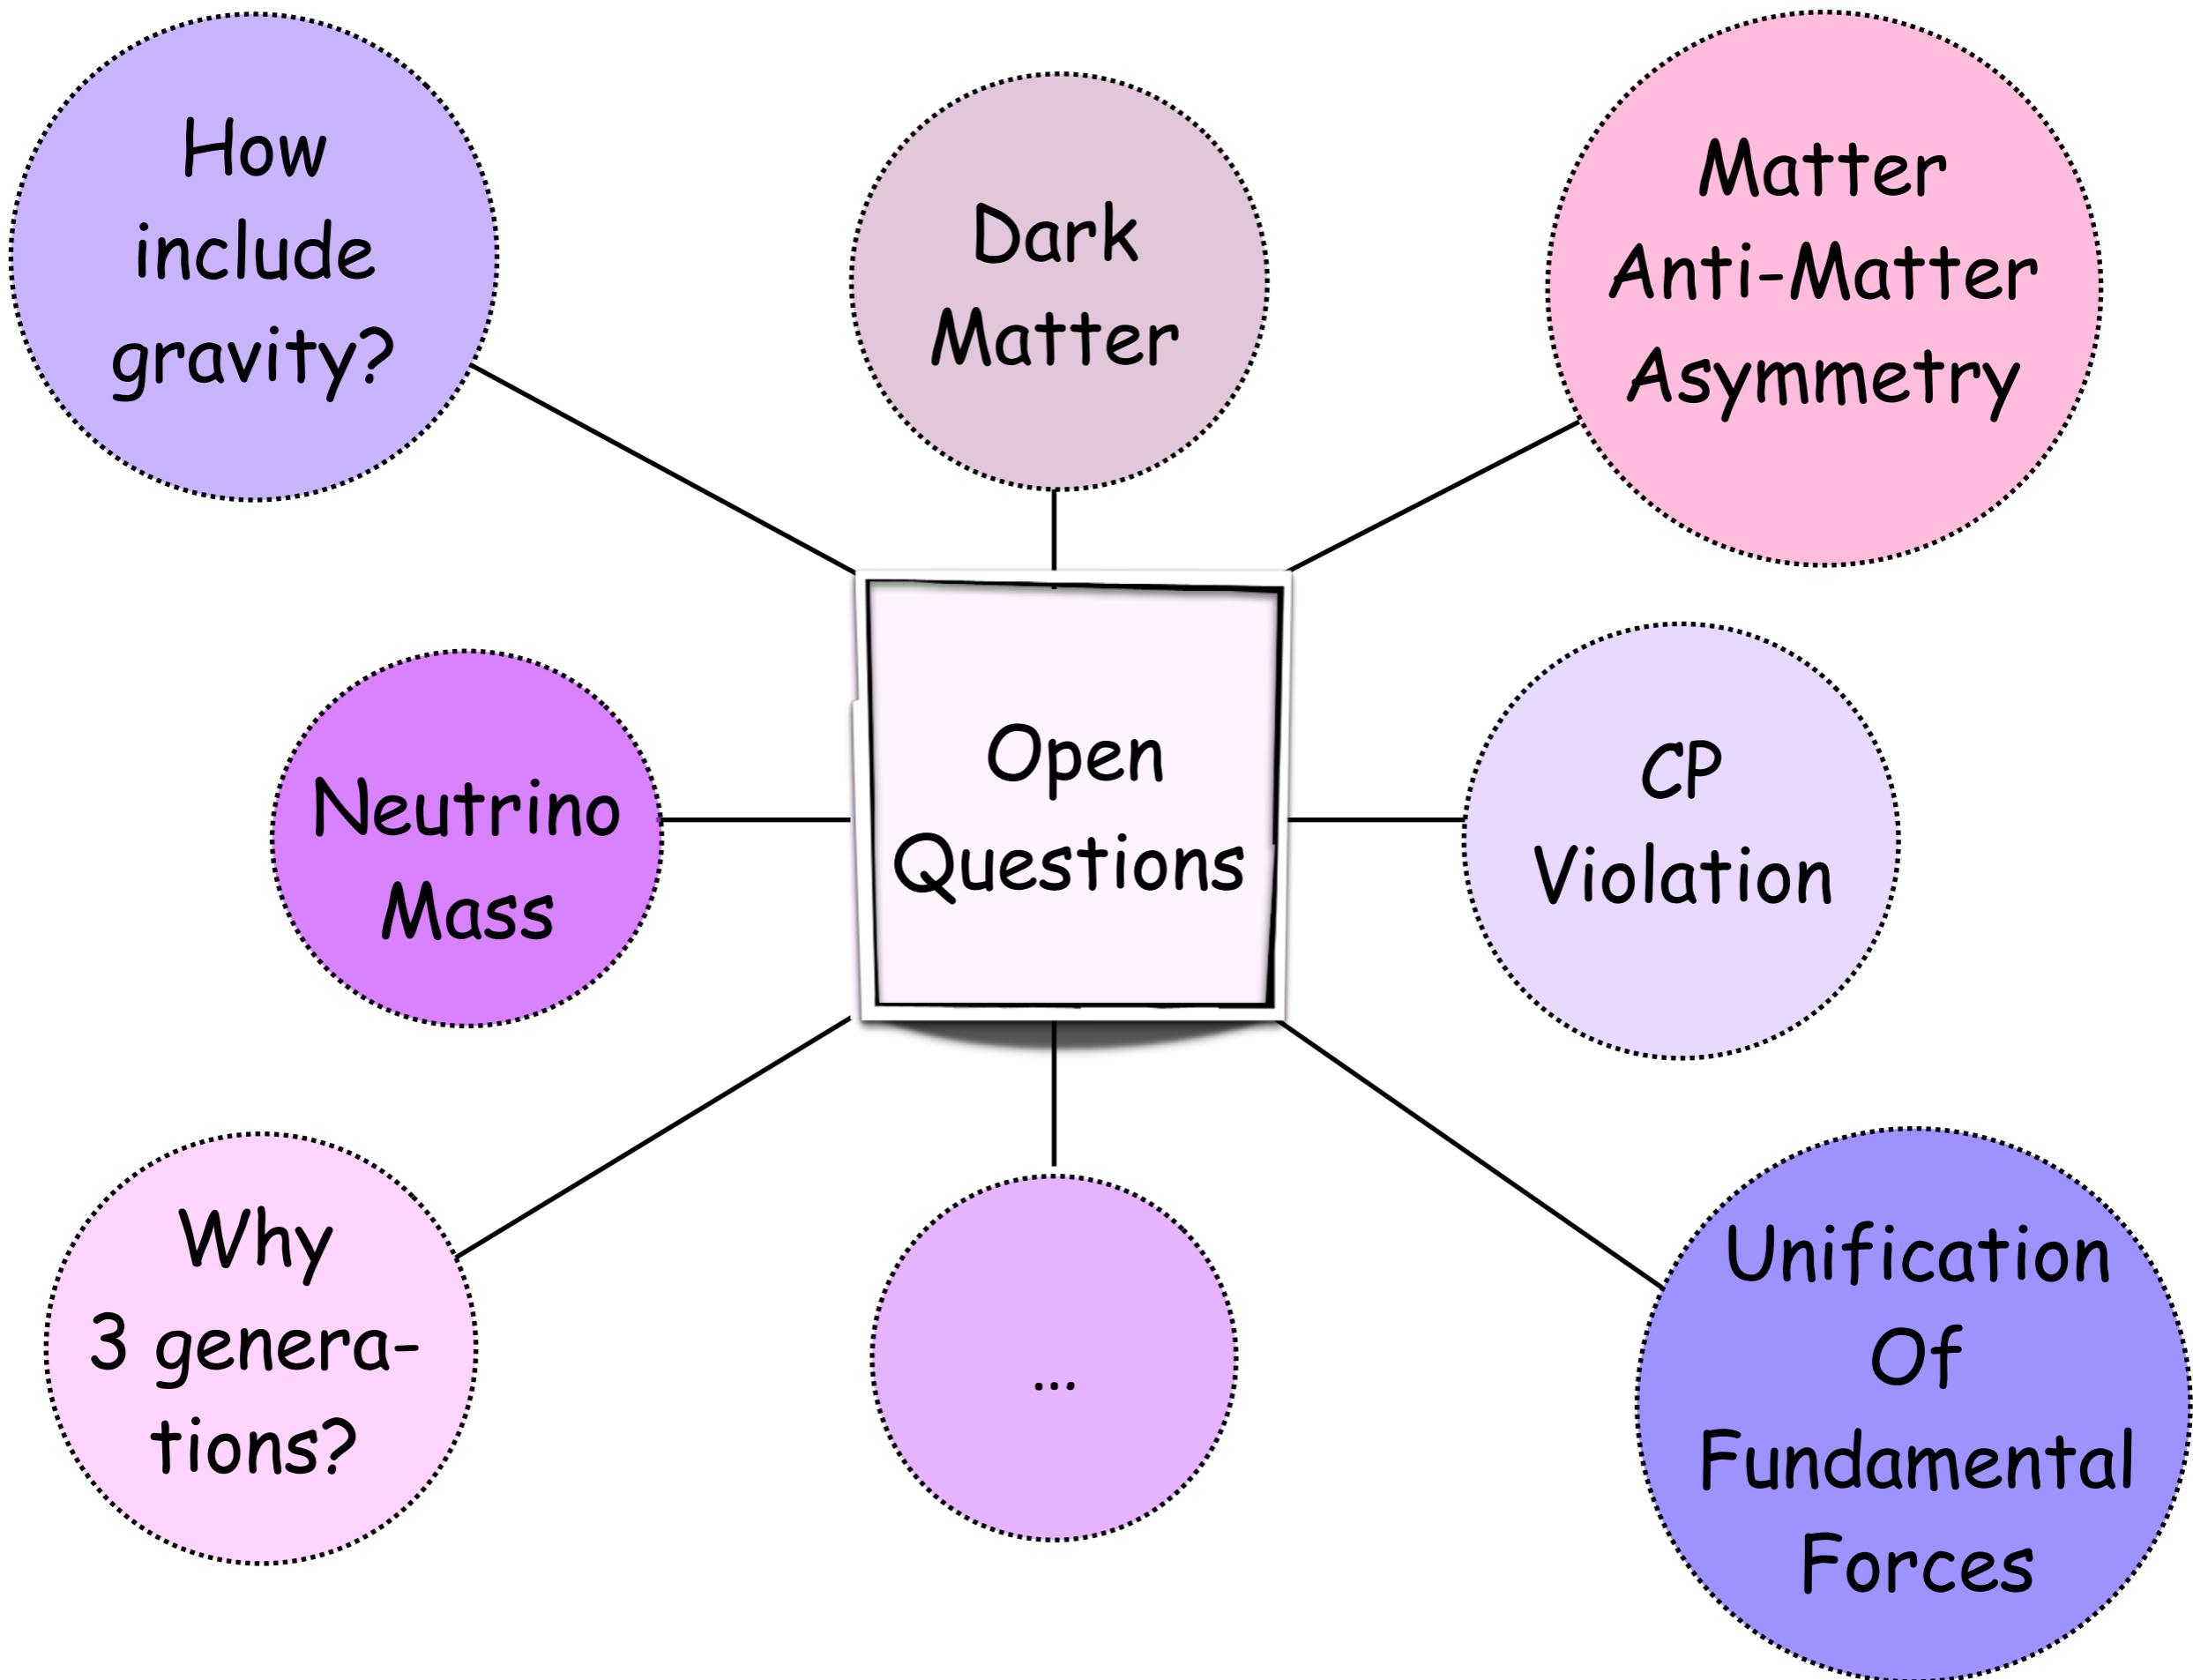 How
include
gravity?
Dark
Matter
Matter
Anti-Matter
Asymmetry
Neutrino
Mass
Open
Questions
CP
Violation
Why
3 genera-
tions?
...
Unification
Of
Fundamental
Forces